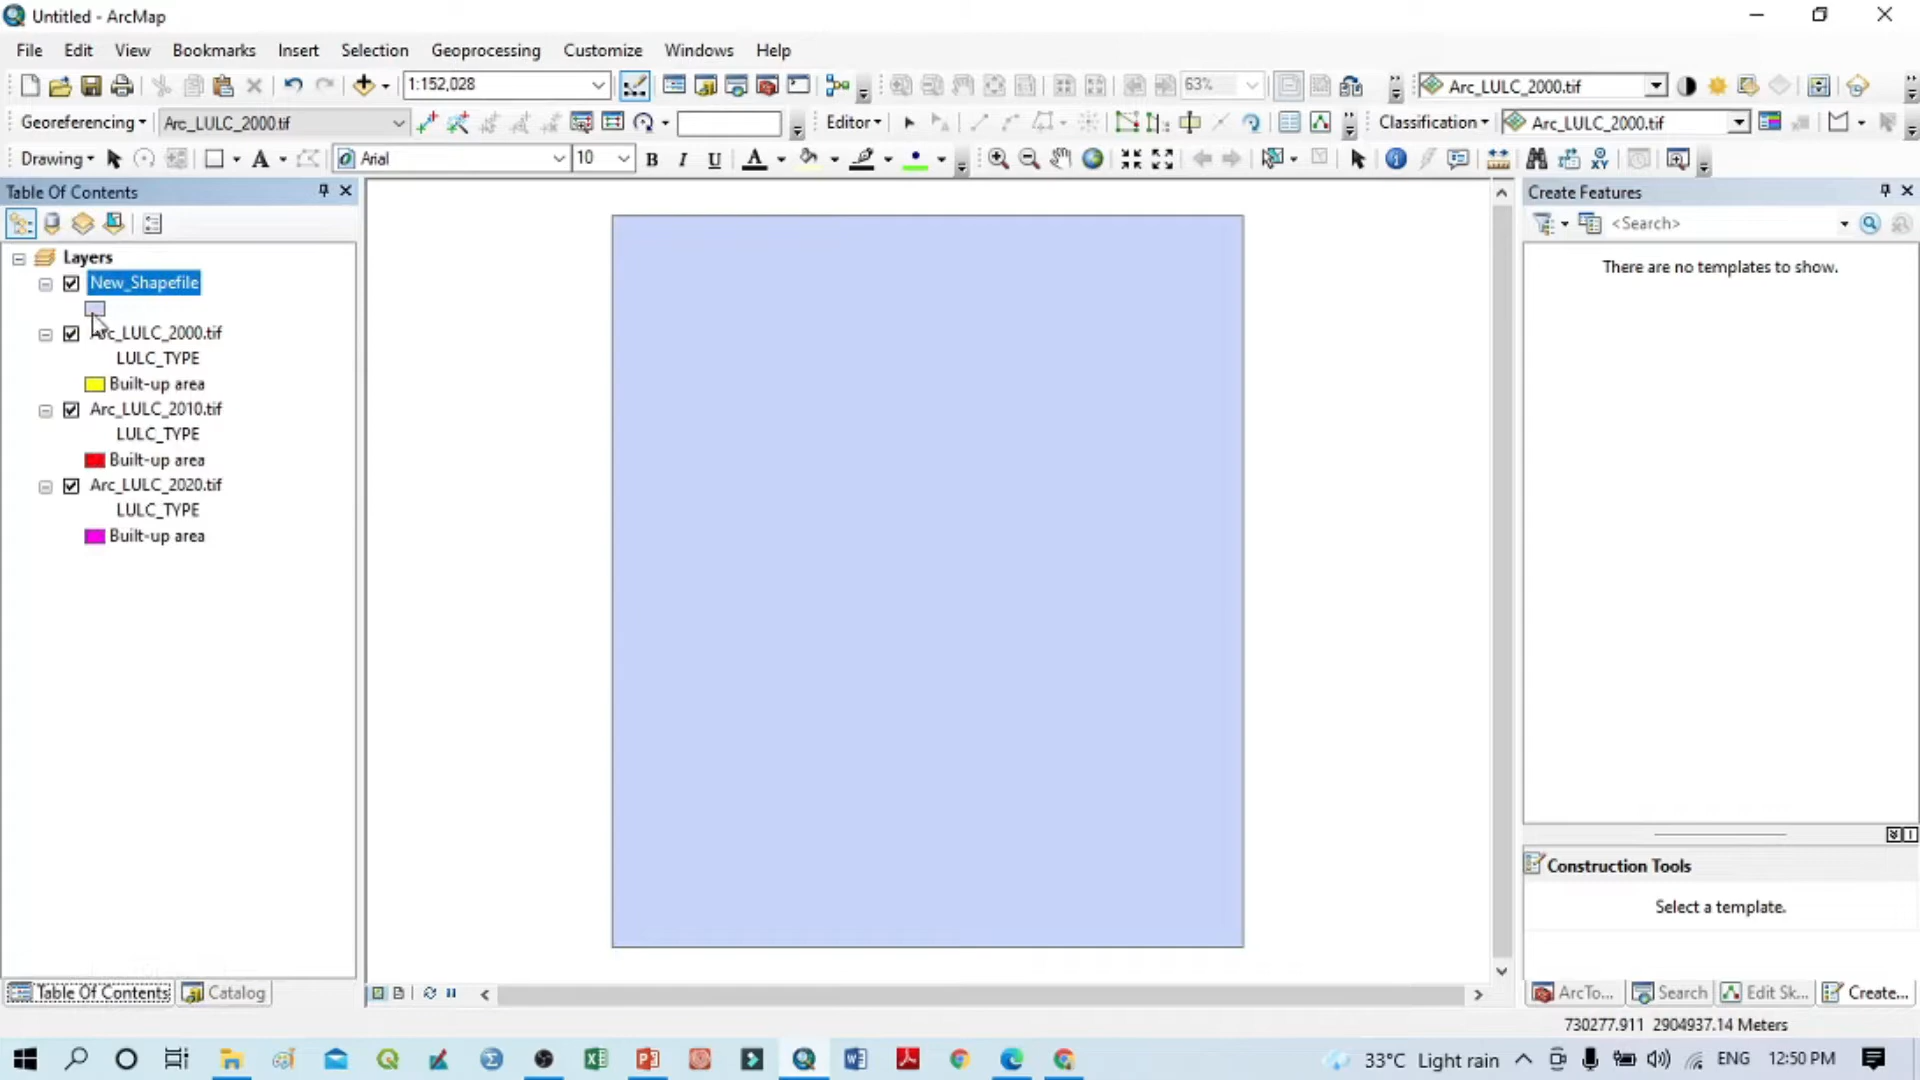 Untitled - ArcMap
File Edit View Bookmarks Insert Selection Geoprocessing Customize Windows Help
1:152,028 63% Arc_LULC_2000.tif
Georeferencing Arc_LULC_2000.tif Editor Classification Arc_LULC_2000.tif
Drawing A Arial 10 B I U A
Table Of Contents
Layers
New_Shapefile
Arc_LULC_2000.tif
LULC_TYPE
Built-up area
Arc_LULC_2010.tif
LULC_TYPE
Built-up area
Arc_LULC_2020.tif
LULC_TYPE
Built-up area
Create Features
<Search>
There are no templates to show.
Construction Tools
Select a template.
Table Of Contents Catalog
ArcTo... Search Edit Sk... Create...
730277.911 2904937.14 Meters
33°C Light rain ENG 12:50 PM